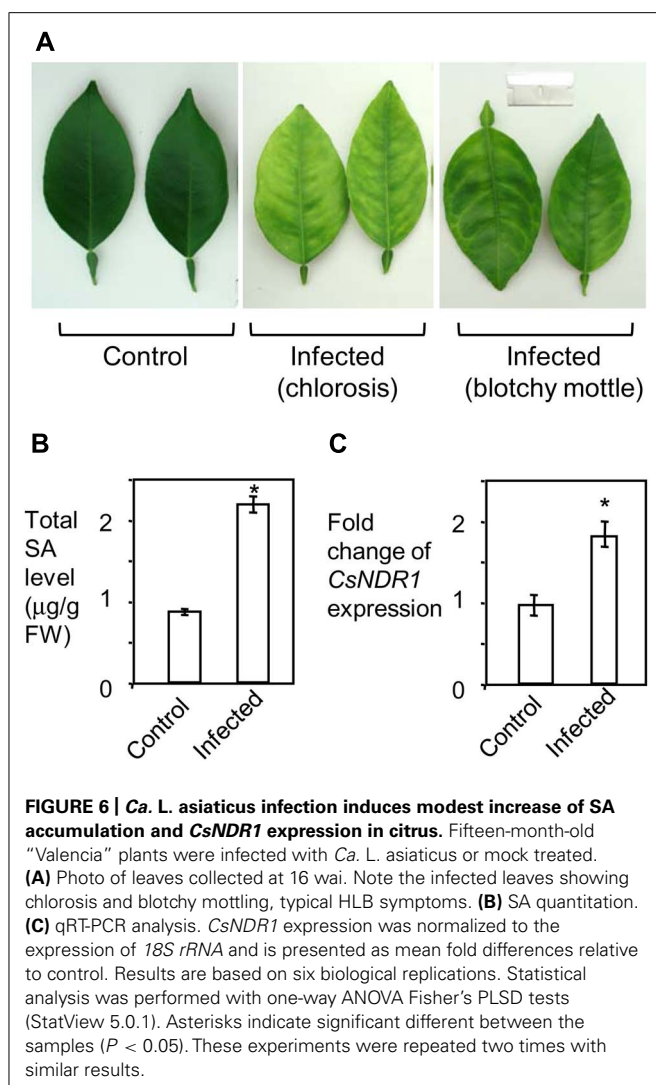 A
Control
Infected
(chlorosis)
Infected
(blotchy mottle)
B
Total
SA
level
(μg/g
FW)
2
1
0
*
Control
Infected
C
Fold
change of
CsNDR1
expression
2
1
0
*
Control
Infected
FIGURE 6 | Ca. L. asiaticus infection induces modest increase of SA
accumulation and CsNDR1 expression in citrus. Fifteen-month-old
"Valencia" plants were infected with Ca. L. asiaticus or mock treated.
(A) Photo of leaves collected at 16 wai. Note the infected leaves showing
chlorosis and blotchy mottling, typical HLB symptoms. (B) SA quantitation.
(C) qRT-PCR analysis. CsNDR1 expression was normalized to the
expression of 18S rRNA and is presented as mean fold differences relative
to control. Results are based on six biological replications. Statistical
analysis was performed with one-way ANOVA Fisher's PLSD tests
(StatView 5.0.1). Asterisks indicate significant different between the
samples (P < 0.05). These experiments were repeated two times with
similar results.